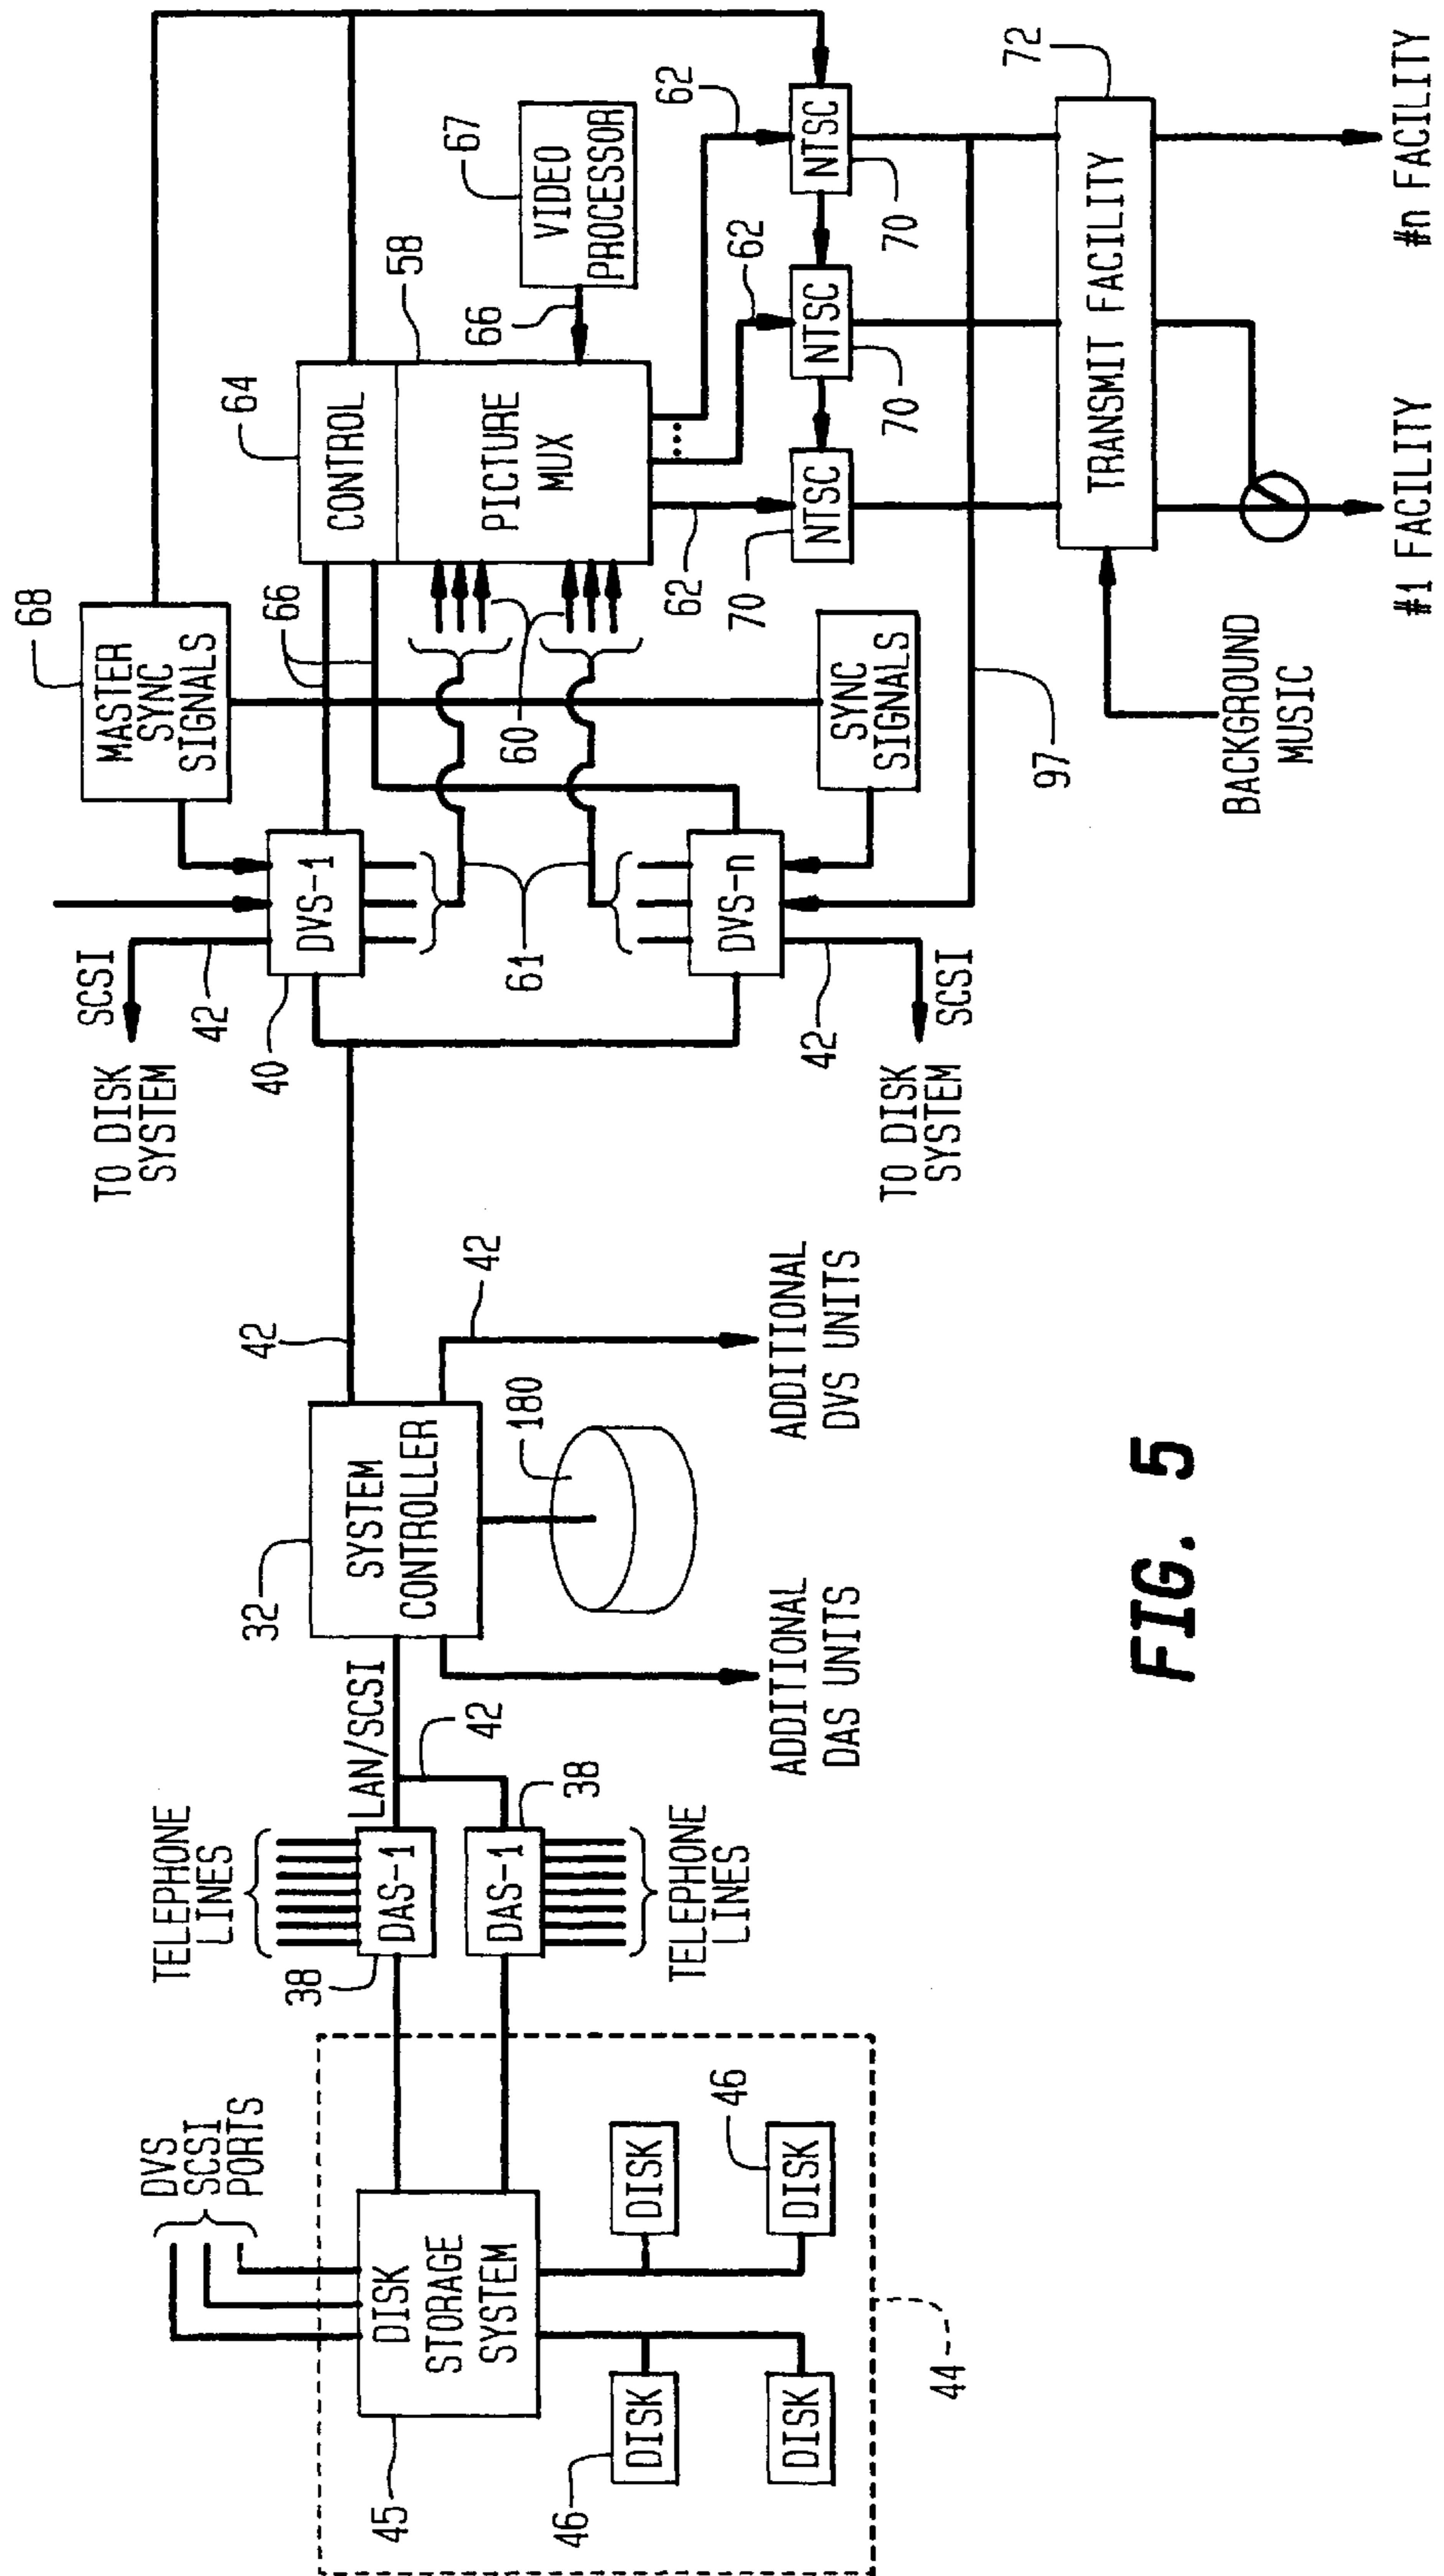 DVS
SCSI
PORTS
DISK
STORAGE
SYSTEM
45
DISK
46
DISK
DISK
DISK
46
44
TELEPHONE
LINES
38
DAS-1
DAS-1
38
TELEPHONE
LINES
LAN/SCSI
42
32
SYSTEM
CONTROLLER
180
ADDITIONAL
DAS UNITS
42
ADDITIONAL
DVS UNITS
42
TO DISK
SYSTEM
SCSI
42
40
DVS-1
61
DVS-n
42
TO DISK
SYSTEM
SCSI
68
MASTER
SYNC
SIGNALS
66
60
SYNC
SIGNALS
64
CONTROL
58
PICTURE
MUX
66
67
VIDEO
PROCESSOR
62
62
62
70
NTSC
NTSC
70
NTSC
70
97
BACKGROUND
MUSIC
TRANSMIT FACILITY
72
#1 FACILITY
#n FACILITY
FIG. 5